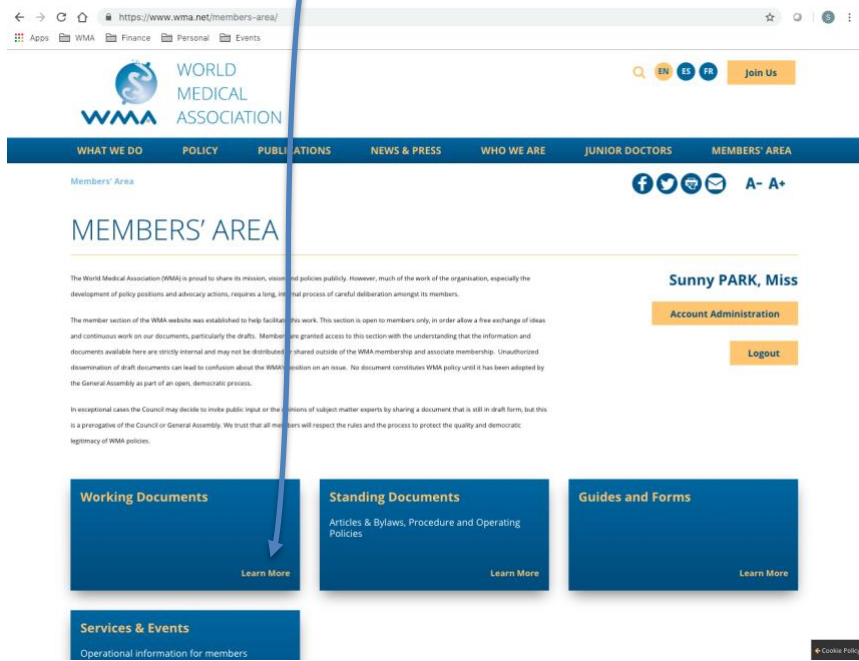 https://www.wma.net/members-area/
S
Apps WMA Finance Personal Events
WORLD
MEDICAL
ASSOCIATION
WMA
EN ES FR Join Us
WHAT WE DO POLICY PUBLICATIONS NEWS & PRESS WHO WE ARE JUNIOR DOCTORS MEMBERS' AREA
Members' Area
A- A+
MEMBERS' AREA
The World Medical Association (WMA) is proud to share its mission, vision and policies publicly. However, much of the work of the organisation, especially the
development of policy positions and advocacy actions, requires a long, internal process of careful deliberation amongst its members.
The member section of the WMA website was established to help facilitate this work. This section is open to members only, in order allow a free exchange of ideas
and continuous work on our documents, particularly the drafts. Members are granted access to this section with the understanding that the information and
documents available here are strictly internal and may not be distributed or shared outside of the WMA membership and associate membership. Unauthorized
dissemination of draft documents can lead to confusion about the WMA's position on an issue. No document constitutes WMA policy until it has been adopted by
the General Assembly as part of an open, democratic process.
In exceptional cases the Council may decide to invite public input or the opinions of subject matter experts by sharing a document that is still in draft form, but this
is a prerogative of the Council or General Assembly. We trust that all members will respect the rules and the process to protect the quality and democratic
legitimacy of WMA policies.
Sunny PARK, Miss
Account Administration
Logout
Working Documents
Learn More
Standing Documents
Articles & Bylaws, Procedure and Operating
Policies
Learn More
Guides and Forms
Learn More
Services & Events
Operational information for members
Cookie Policy